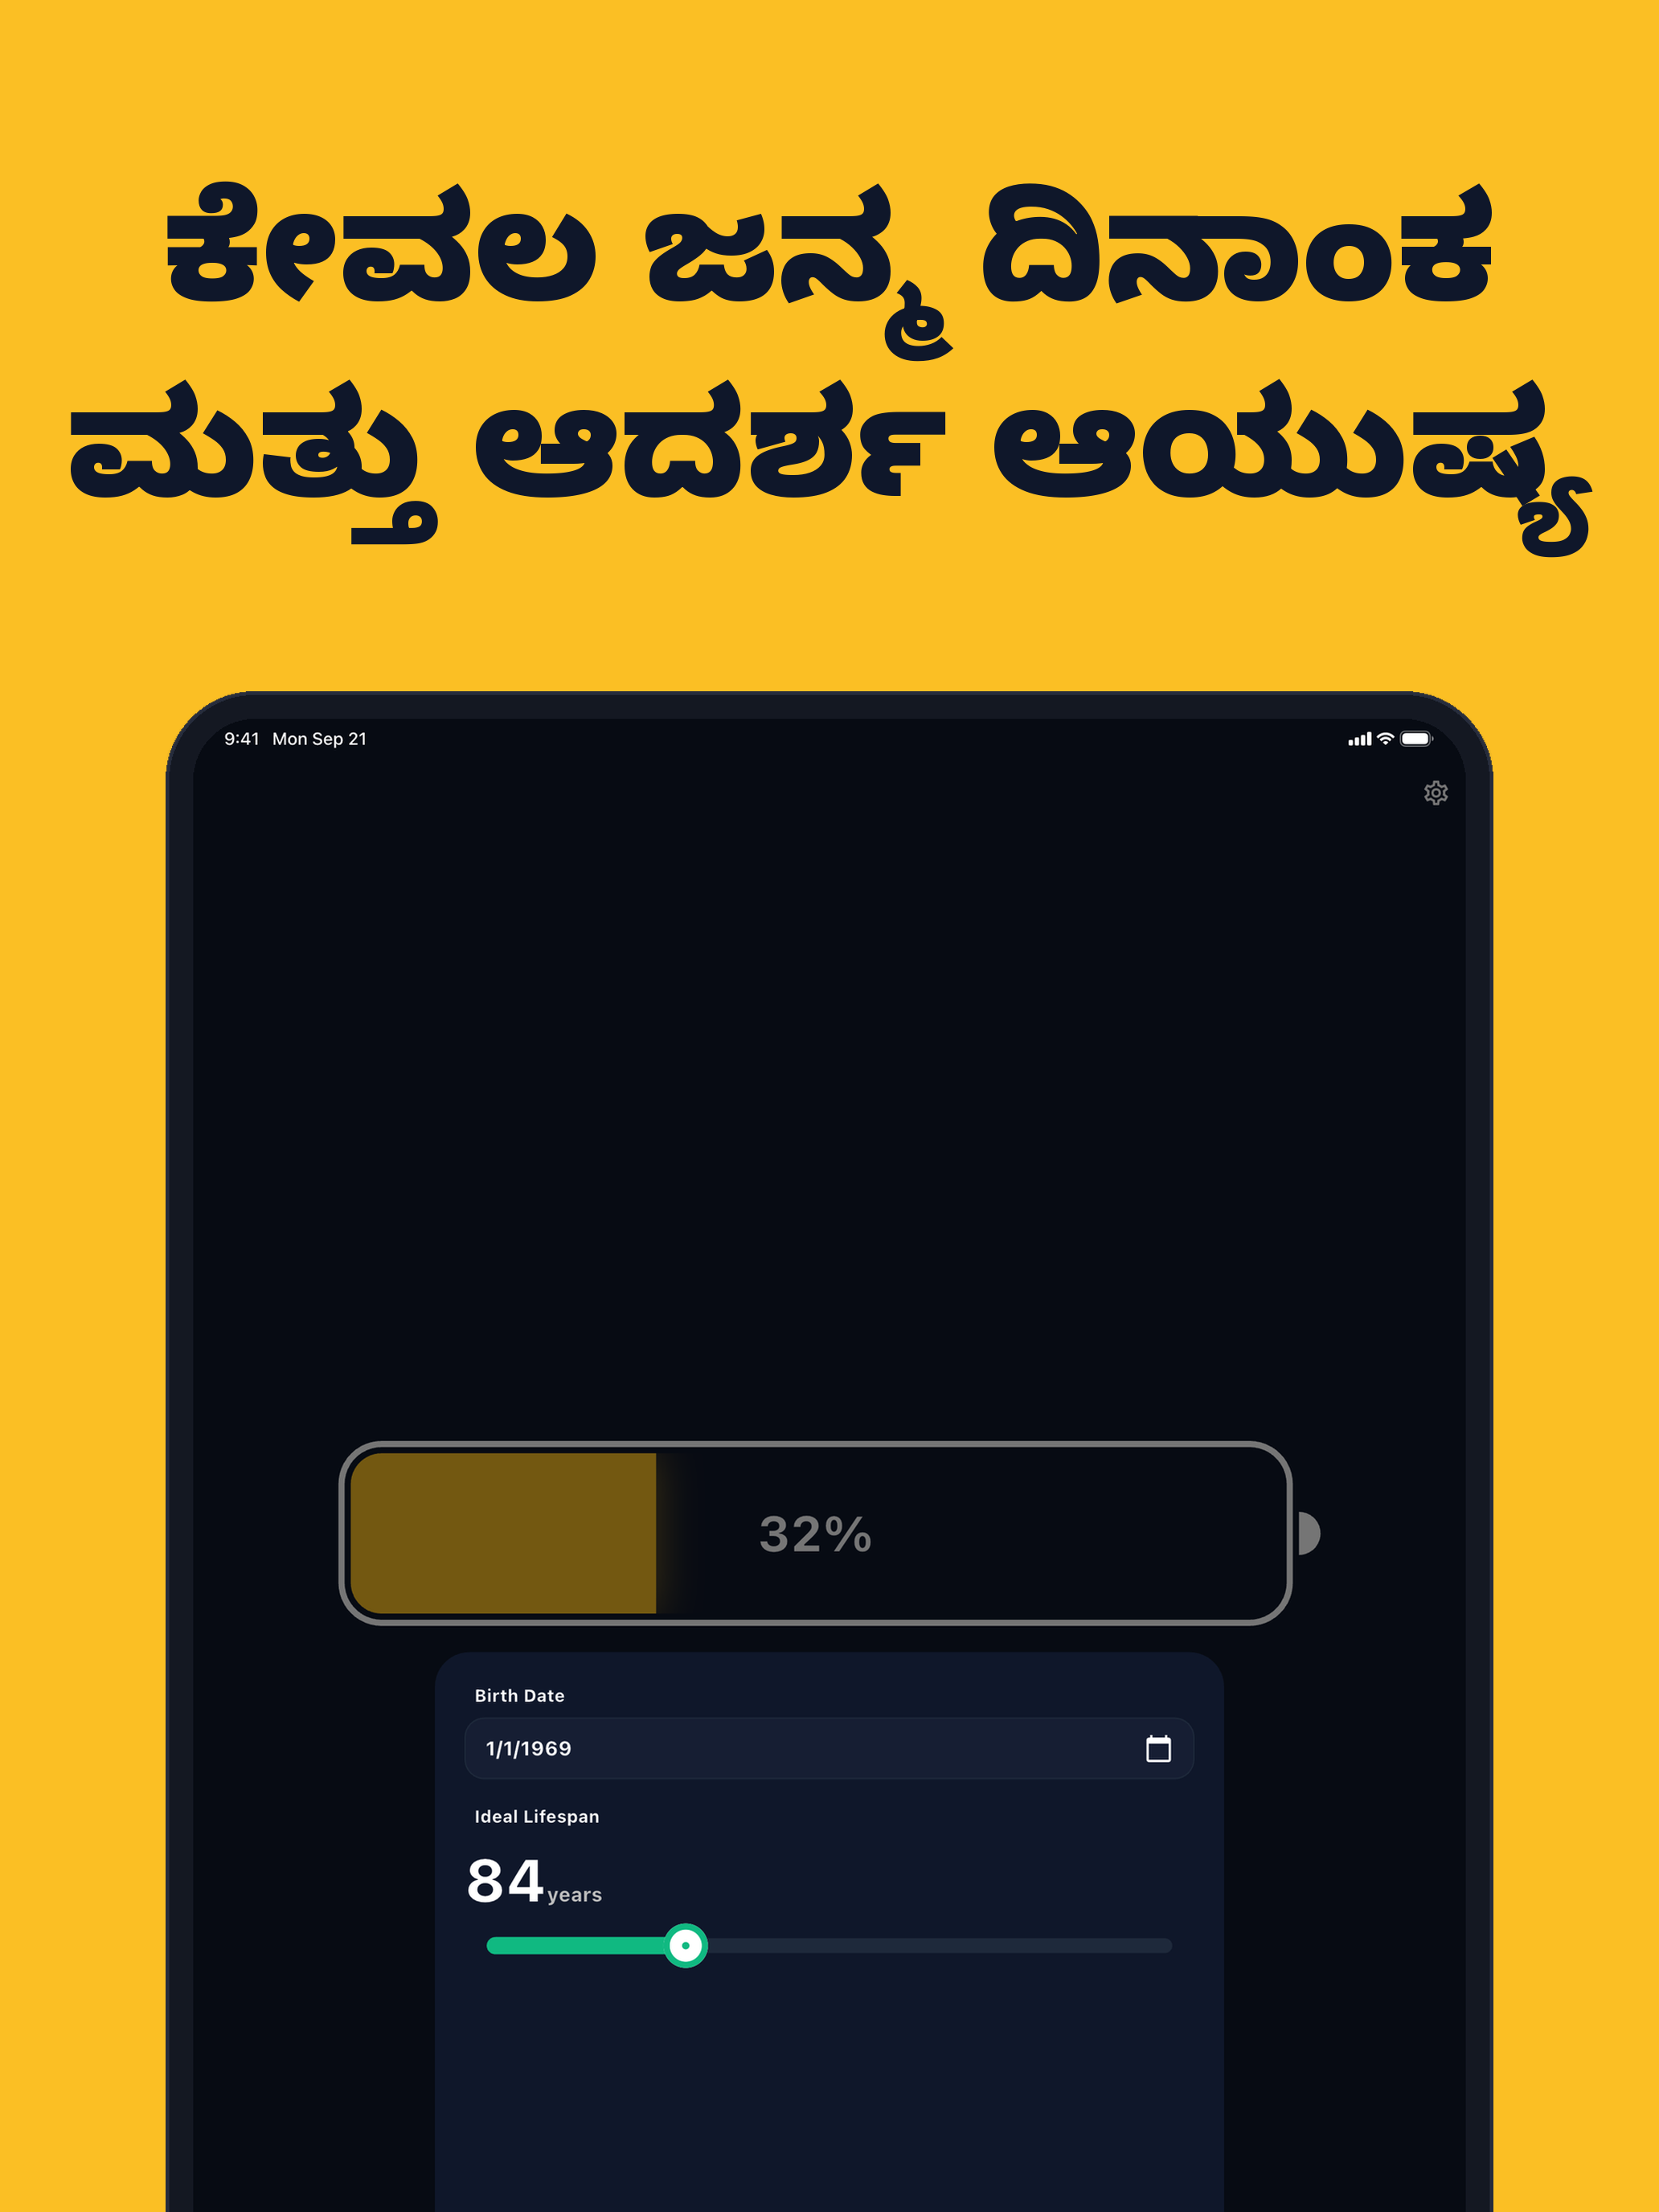 ಕೇವಲ ಜನ್ಮ ದಿನಾಂಕ
ಮತ್ತು ಆದರ್ಶ ಆಯುಷ್ಯ
9:41 Mon Sep 21
32%
Birth Date
1/1/1969
Ideal Lifespan
84 years